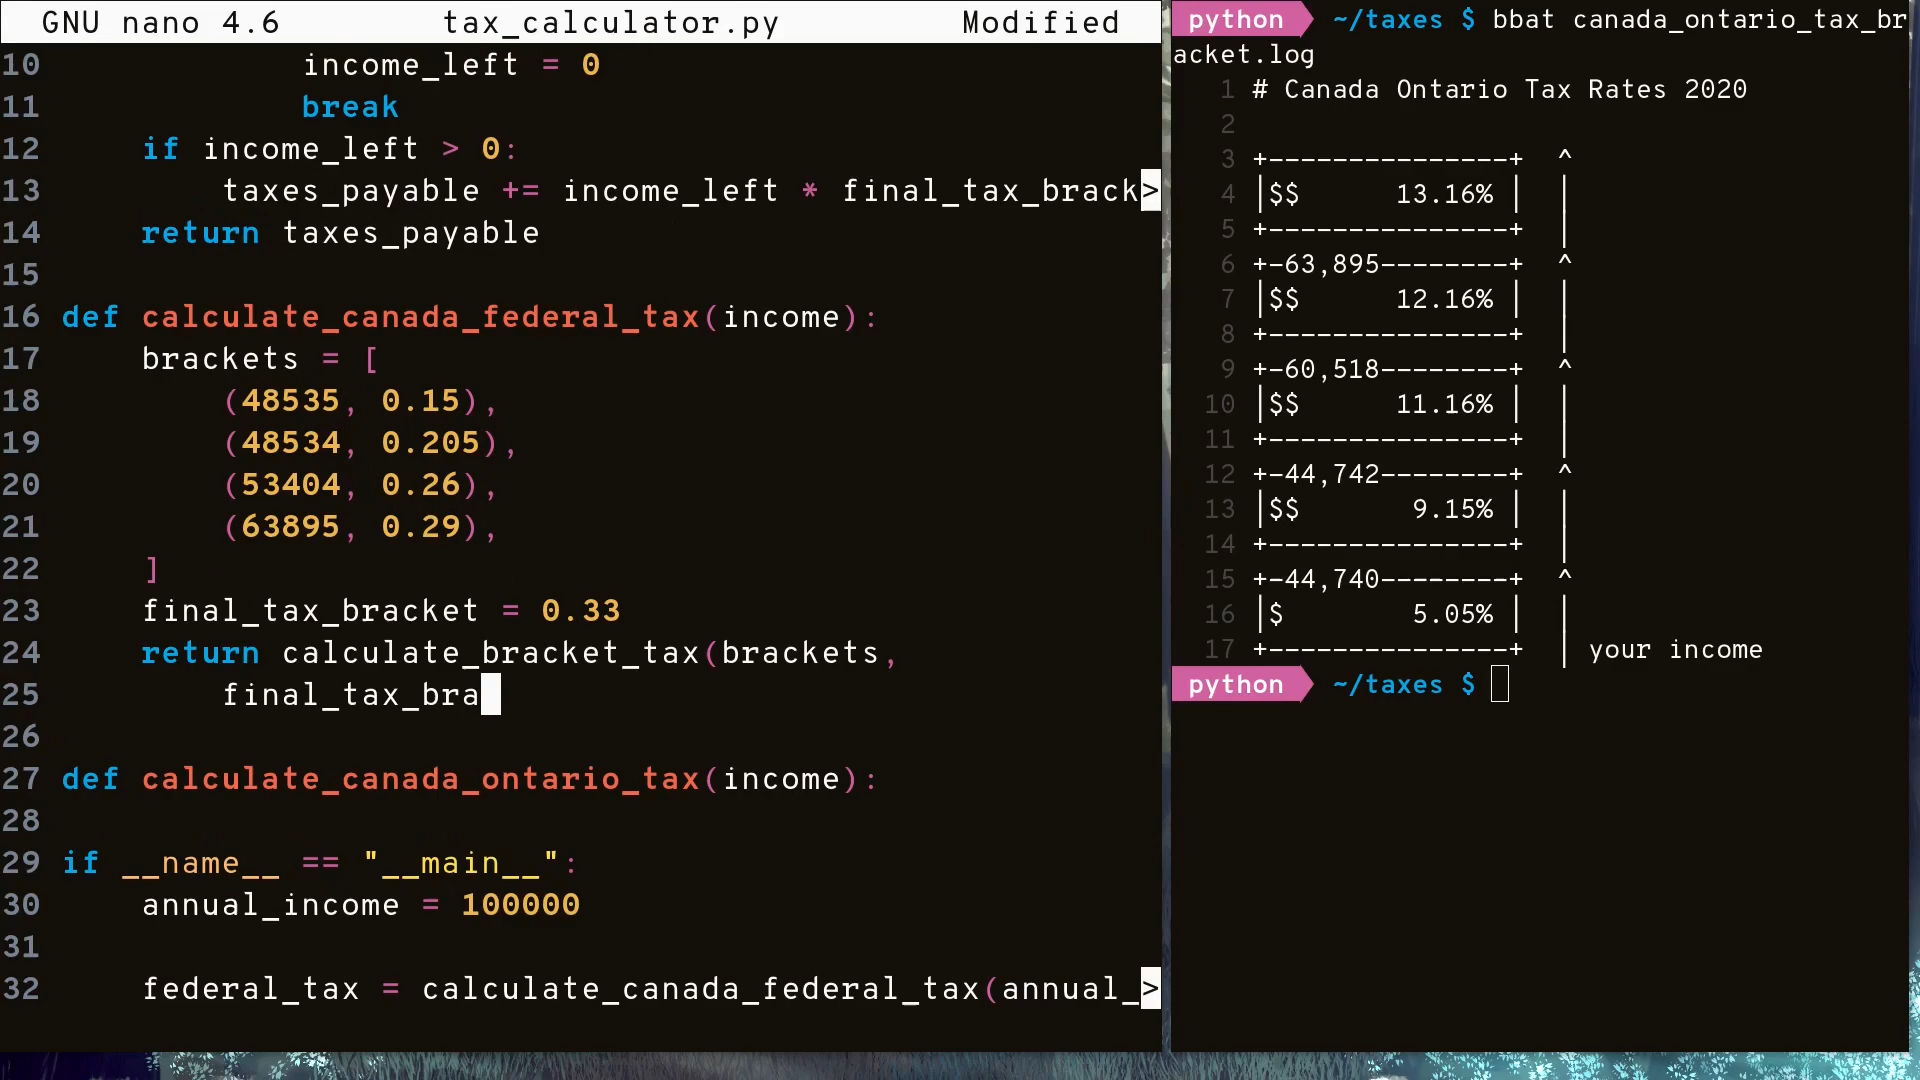 GNU nano 4.6 tax_calculator.py Modified
10 income_left = 0
11 break
12 if income_left > 0:
13 taxes_payable += income_left * final_tax_brack>
14 return taxes_payable
15
16 def calculate_canada_federal_tax(income):
17 brackets = [
18 (48535, 0.15),
19 (48534, 0.205),
20 (53404, 0.26),
21 (63895, 0.29),
22 ]
23 final_tax_bracket = 0.33
24 return calculate_bracket_tax(brackets,
25 final_tax_bra
26
27 def calculate_canada_ontario_tax(income):
28
29 if __name__ == "__main__":
30 annual_income = 100000
31
32 federal_tax = calculate_canada_federal_tax(annual_>
python ~/taxes $ bbat canada_ontario_tax_br
acket.log
1 # Canada Ontario Tax Rates 2020
2
3 +---------------+ ^
4 |$$ 13.16% | |
5 +---------------+ |
6 +-63,895--------+ ^
7 |$$ 12.16% | |
8 +---------------+ |
9 +-60,518--------+ ^
10 |$$ 11.16% | |
11 +---------------+ |
12 +-44,742--------+ ^
13 |$$ 9.15% | |
14 +---------------+ |
15 +-44,740--------+ ^
16 |$ 5.05% | |
17 +---------------+ | your income
python ~/taxes $